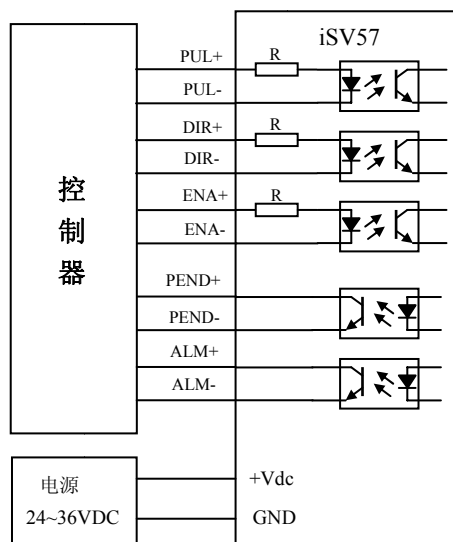 iSV57
PUL+
R
PUL-
DIR+
R
DIR-
ENA+
R
ENA-
控制器
PEND+
PEND-
ALM+
ALM-
电源
24~36VDC
+Vdc
GND